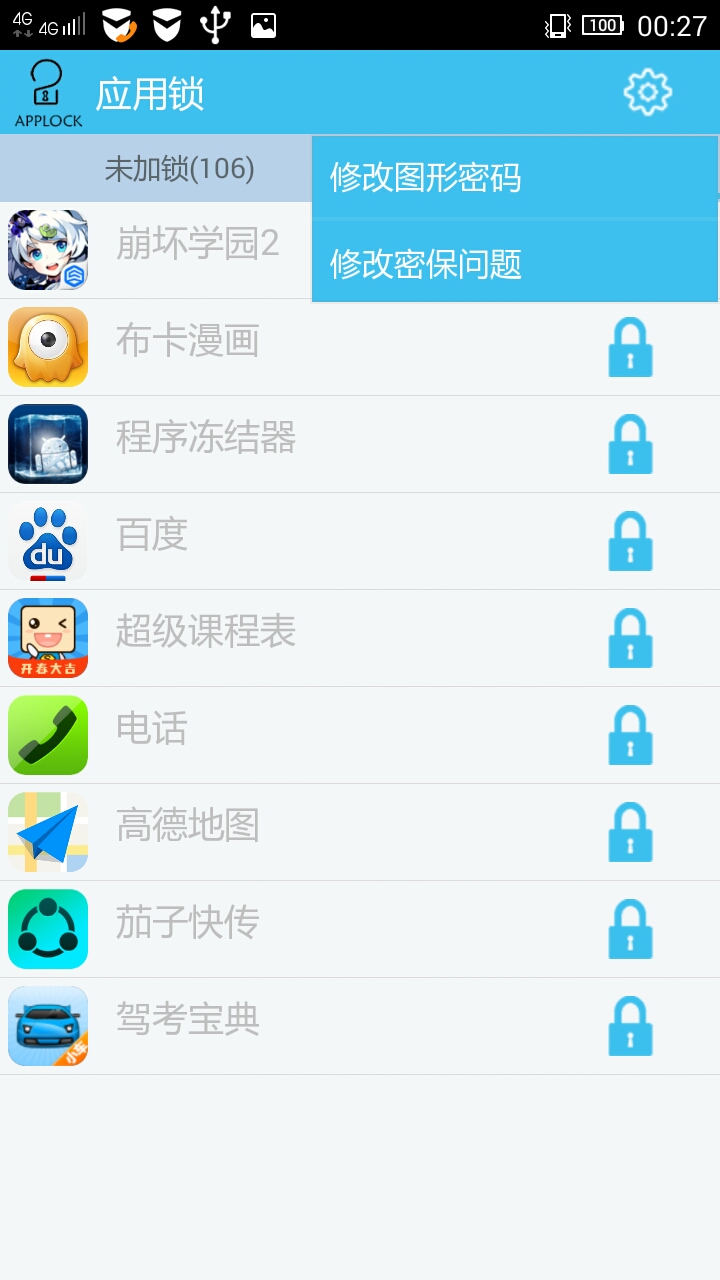 4G 4G 100 00:27
APPLOCK
应用锁
未加锁(106)
修改图形密码
修改密保问题
崩坏学园2
布卡漫画
程序冻结器
du
百度
开春大吉
超级课程表
电话
高德地图
茄子快传
小车
驾考宝典